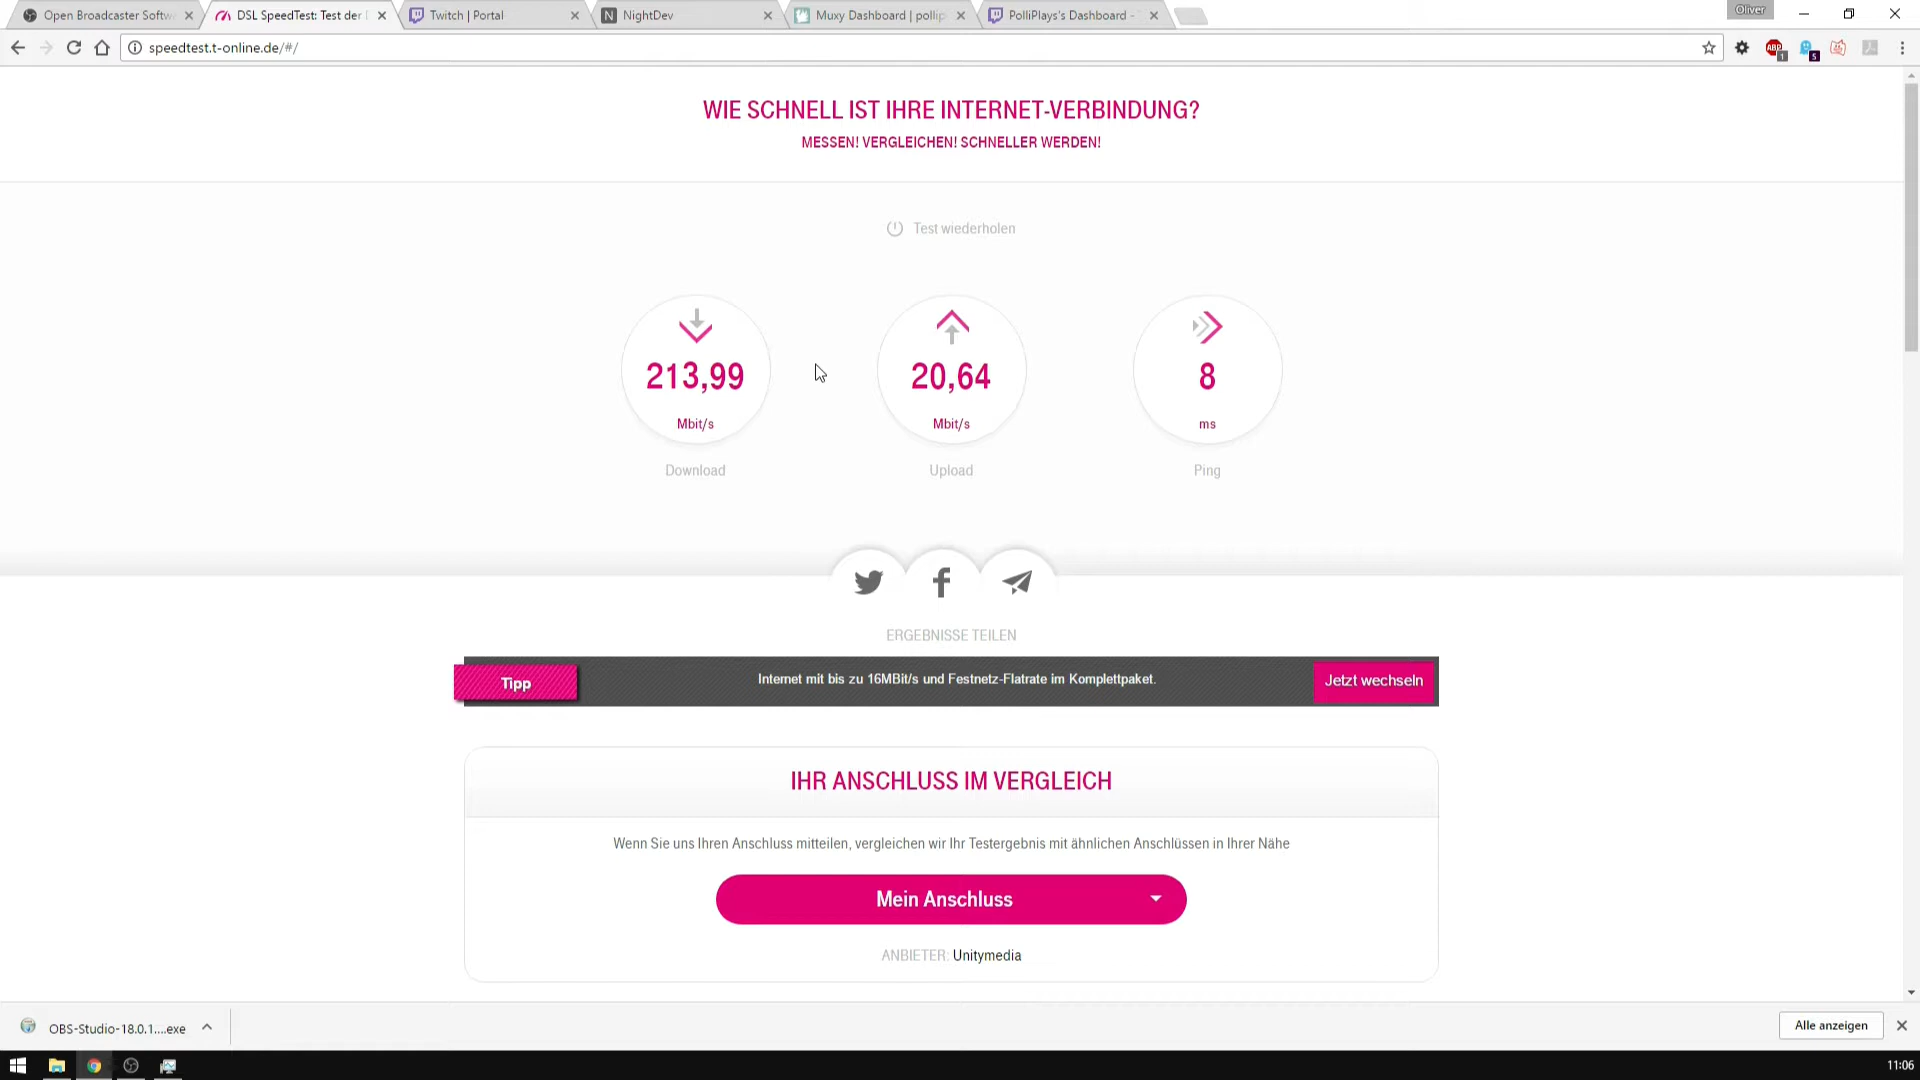 Open Broadcaster Softw
DSL SpeedTest: Test der
Twitch | Portal
NightDev
Muxy Dashboard | pollip
PolliPlays's Dashboard -
Oliver
speedtest.t-online.de/#/
ABP
1
5
WIE SCHNELL IST IHRE INTERNET-VERBINDUNG?
MESSEN! VERGLEICHEN! SCHNELLER WERDEN!
Test wiederholen
213,99
Mbit/s
Download
20,64
Mbit/s
Upload
8
ms
Ping
ERGEBNISSE TEILEN
Tipp
Internet mit bis zu 16MBit/s und Festnetz-Flatrate im Komplettpaket.
Jetzt wechseln
IHR ANSCHLUSS IM VERGLEICH
Wenn Sie uns Ihren Anschluss mitteilen, vergleichen wir Ihr Testergebnis mit ähnlichen Anschlüssen in Ihrer Nähe
Mein Anschluss
ANBIETER: Unitymedia
OBS-Studio-18.0.1....exe
Alle anzeigen
11:06